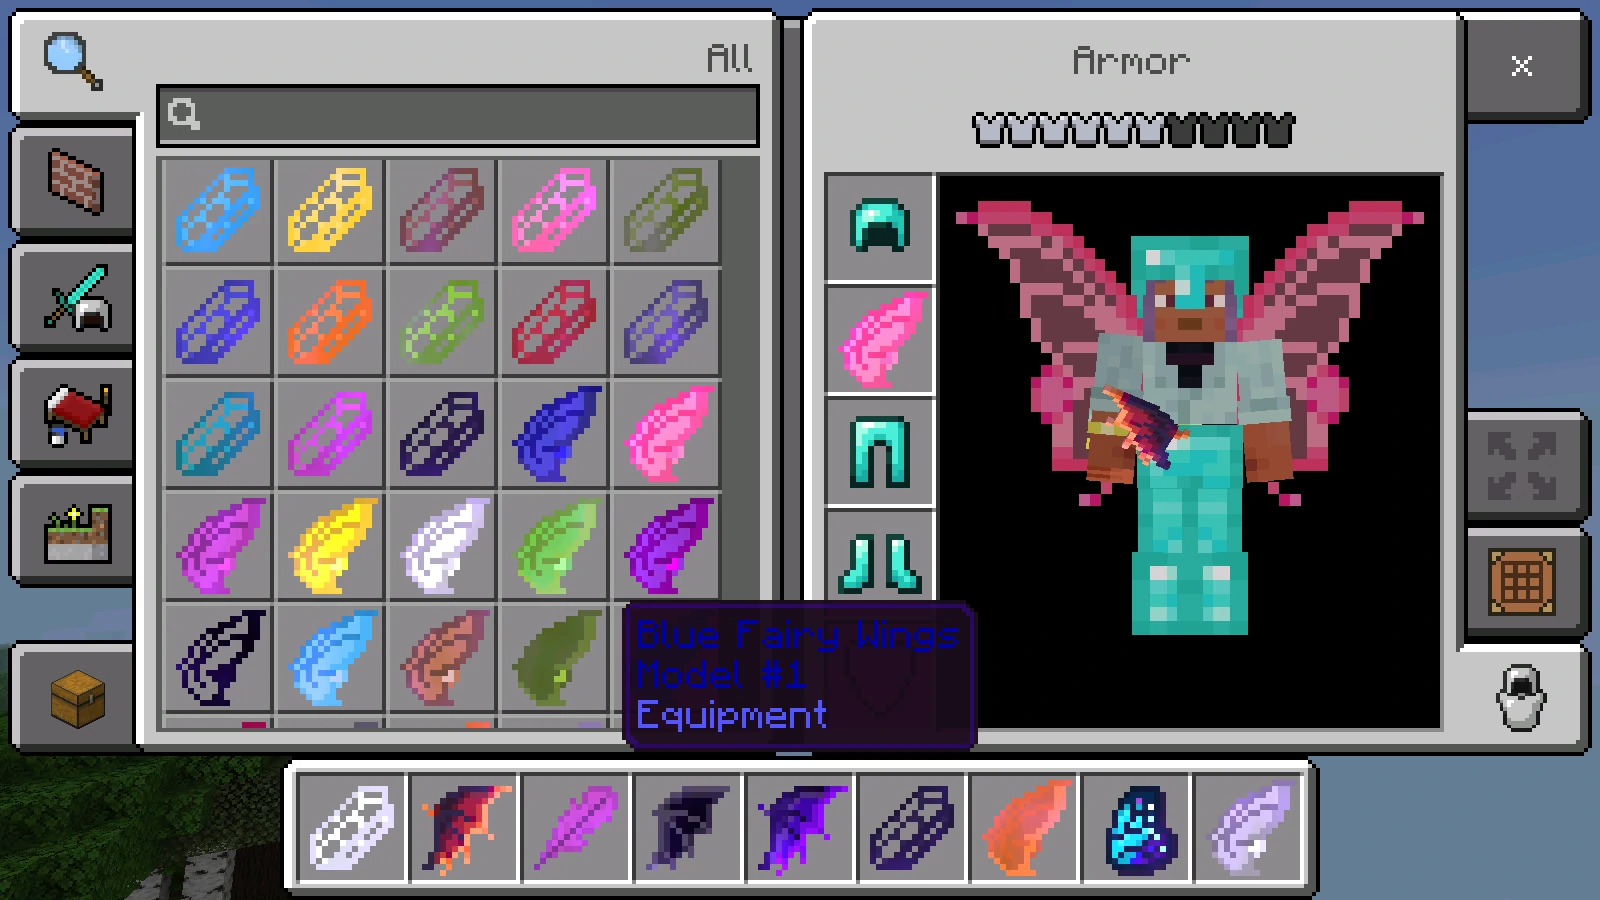 All
Armor
x
Blue Fairy Wings
Model #1
Equipment